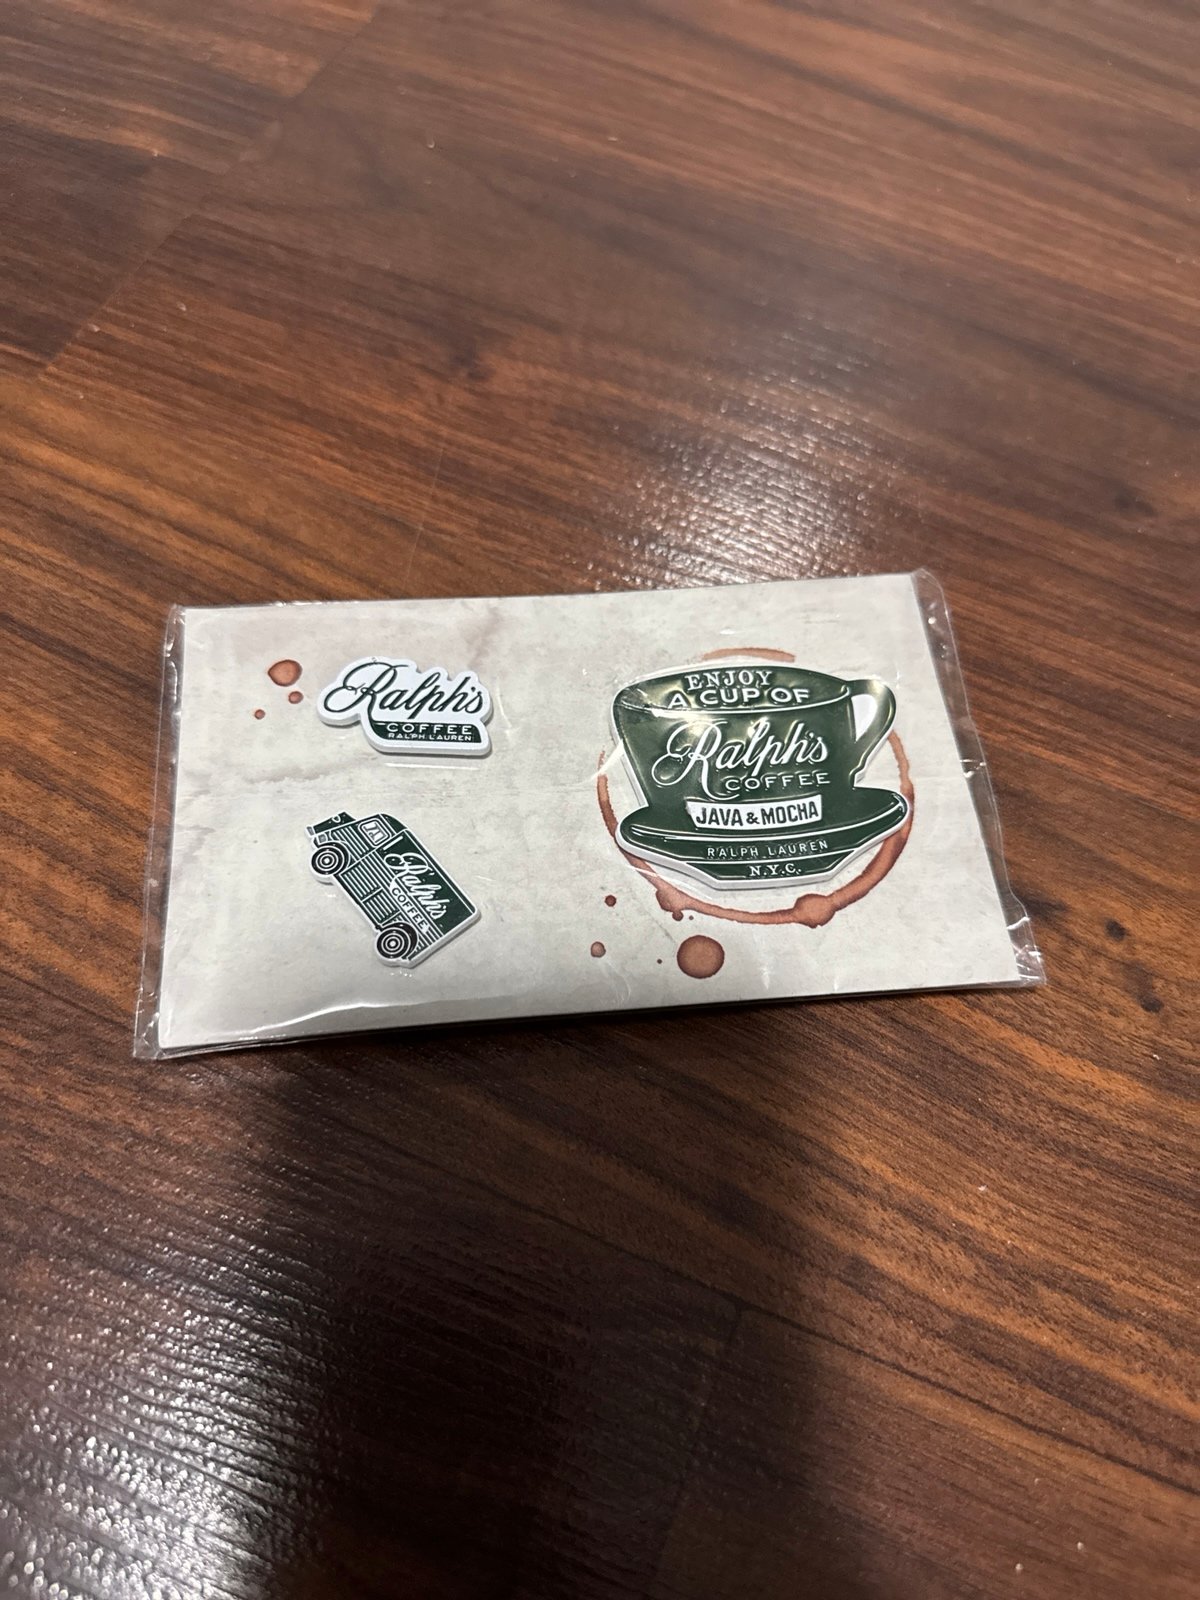 Ralph's
COFFEE
RALPH LAUREN
Ralph's
COFFEE
ENJOY
A CUP OF
Ralph's
COFFEE
JAVA & MOCHA
RALPH LAUREN
N.Y.C.